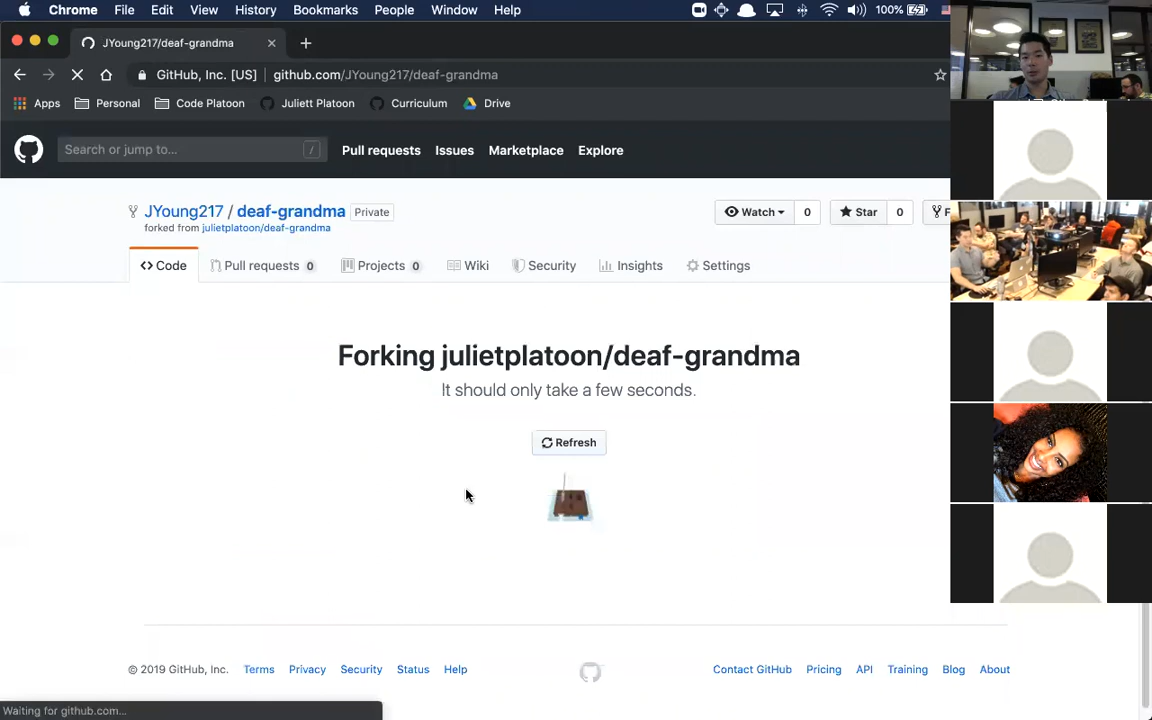 Chrome File Edit View History Bookmarks People Window Help 100%
JYoung217/deaf-grandma
GitHub, Inc. [US] github.com/JYoung217/deaf-grandma
Apps Personal Code Platoon Juliett Platoon Curriculum Drive
Search or jump to... / Pull requests Issues Marketplace Explore
JYoung217 / deaf-grandma Private Watch 0 Star 0 F
forked from julietplatoon/deaf-grandma
<> Code Pull requests 0 Projects 0 Wiki Security Insights Settings
Forking julietplatoon/deaf-grandma
It should only take a few seconds.
Refresh
© 2019 GitHub, Inc. Terms Privacy Security Status Help Contact GitHub Pricing API Training Blog About
Waiting for github.com...